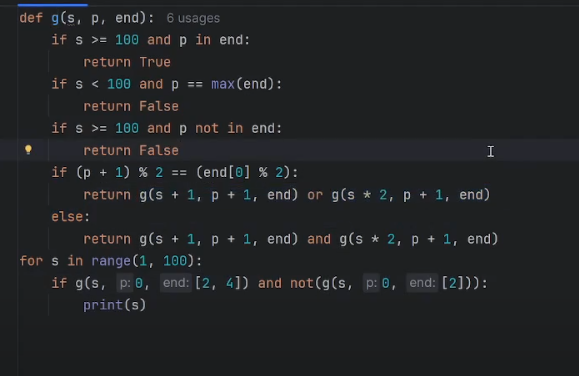 def g(s, p, end): 6 usages
    if s >= 100 and p in end:
        return True
    if s < 100 and p == max(end):
        return False
    if s >= 100 and p not in end:
        return False
    if (p + 1) % 2 == (end[0] % 2):
        return g(s + 1, p + 1, end) or g(s * 2, p + 1, end)
    else:
        return g(s + 1, p + 1, end) and g(s * 2, p + 1, end)
for s in range(1, 100):
    if g(s, p: 0, end: [2, 4]) and not(g(s, p: 0, end: [2])):
        print(s)